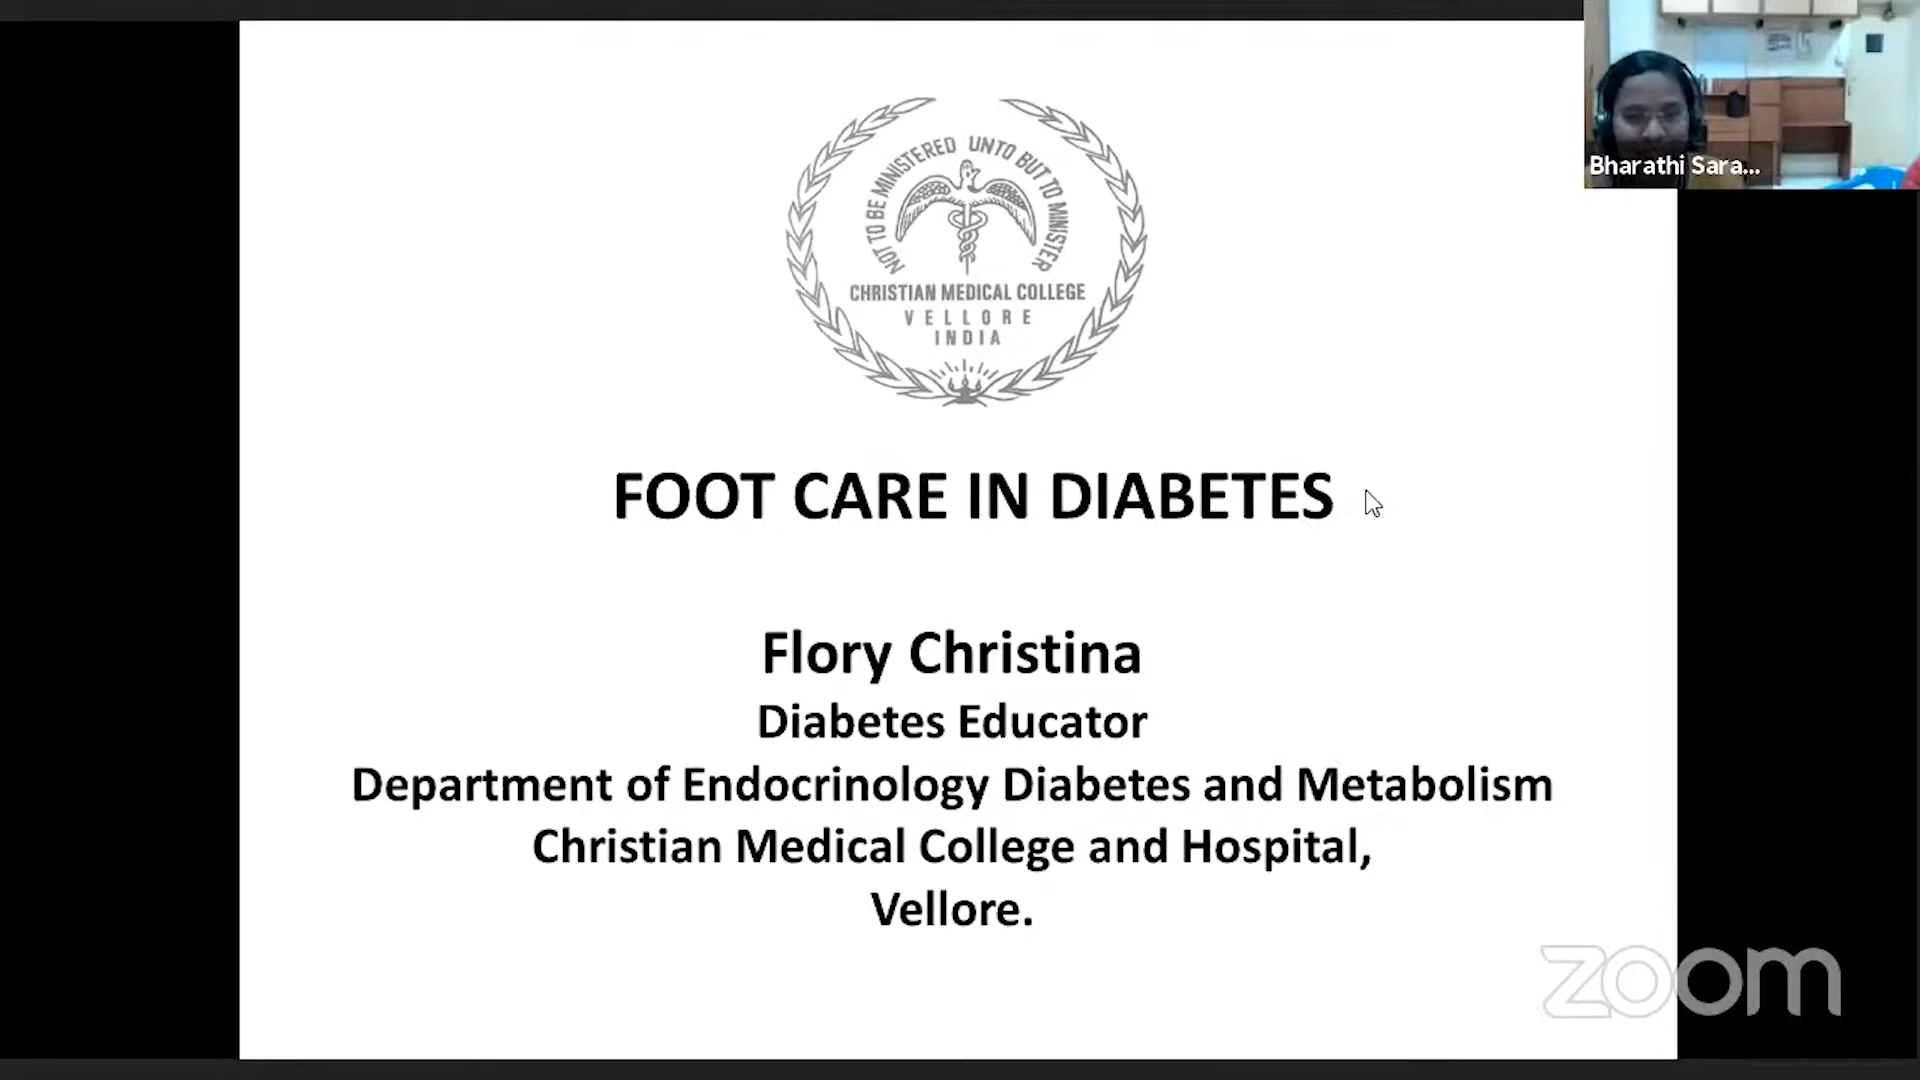 NOT TO BE MINISTERED UNTO BUT TO MINISTER
CHRISTIAN MEDICAL COLLEGE
VELLORE
INDIA
Bharathi Sara...
FOOT CARE IN DIABETES
Flory Christina
Diabetes Educator
Department of Endocrinology Diabetes and Metabolism
Christian Medical College and Hospital,
Vellore.
zoom